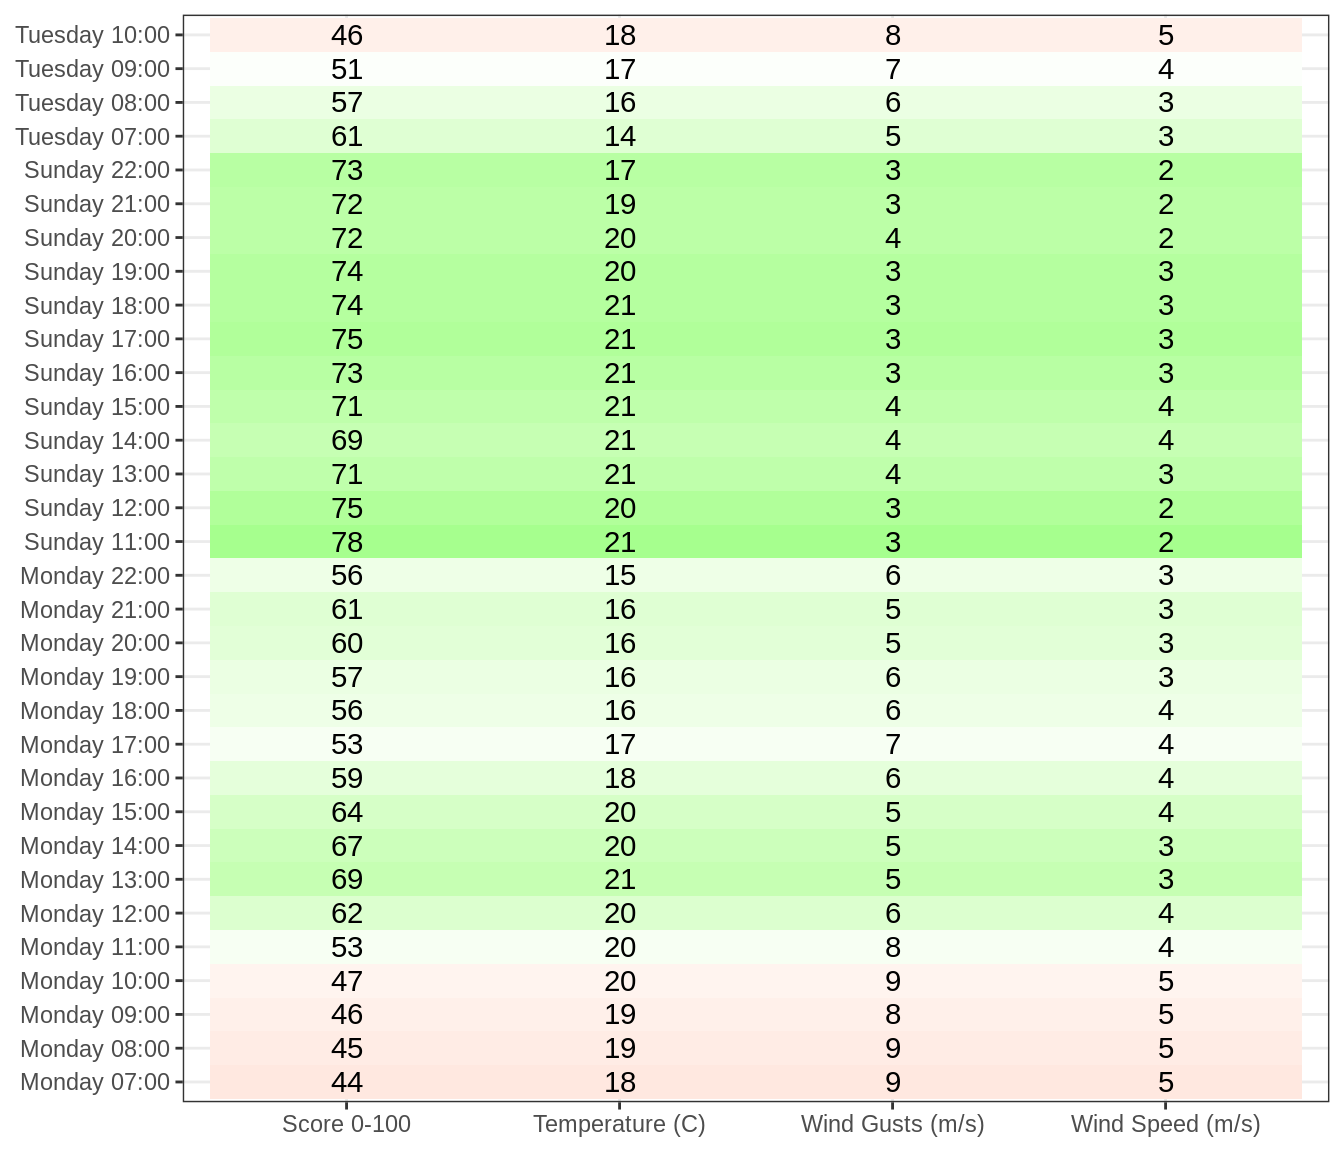 Tuesday 10:00 46 18 8 5
Tuesday 09:00 51 17 7 4
Tuesday 08:00 57 16 6 3
Tuesday 07:00 61 14 5 3
Sunday 22:00 73 17 3 2
Sunday 21:00 72 19 3 2
Sunday 20:00 72 20 4 2
Sunday 19:00 74 20 3 3
Sunday 18:00 74 21 3 3
Sunday 17:00 75 21 3 3
Sunday 16:00 73 21 3 3
Sunday 15:00 71 21 4 4
Sunday 14:00 69 21 4 4
Sunday 13:00 71 21 4 3
Sunday 12:00 75 20 3 2
Sunday 11:00 78 21 3 2
Monday 22:00 56 15 6 3
Monday 21:00 61 16 5 3
Monday 20:00 60 16 5 3
Monday 19:00 57 16 6 3
Monday 18:00 56 16 6 4
Monday 17:00 53 17 7 4
Monday 16:00 59 18 6 4
Monday 15:00 64 20 5 4
Monday 14:00 67 20 5 3
Monday 13:00 69 21 5 3
Monday 12:00 62 20 6 4
Monday 11:00 53 20 8 4
Monday 10:00 47 20 9 5
Monday 09:00 46 19 8 5
Monday 08:00 45 19 9 5
Monday 07:00 44 18 9 5
Score 0-100 Temperature (C) Wind Gusts (m/s) Wind Speed (m/s)